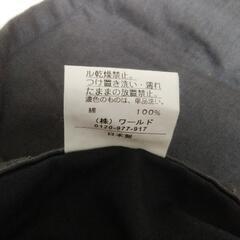 ル乾燥禁止。
つけ置き洗い・濡れ
たままの放置禁止。
濃色のものは、単品洗い。
綿 100%
(株) ワールド
0120-977-917
日本製